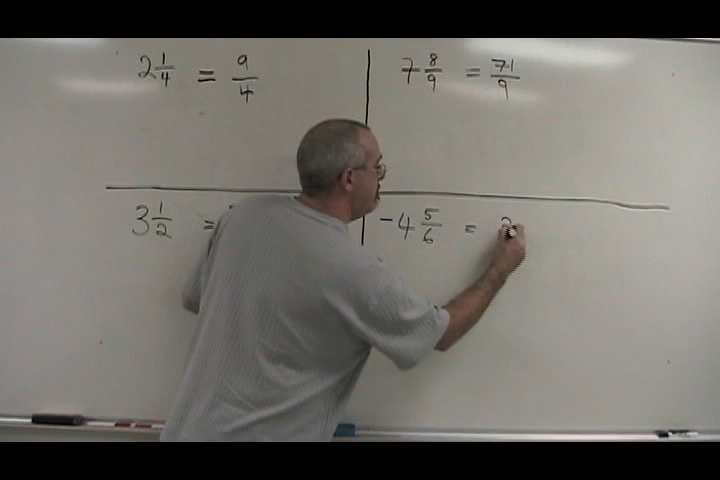 2 1/4 = 9/4
7 8/9 = 71/9
3 1/2 =
- 4 5/6 =